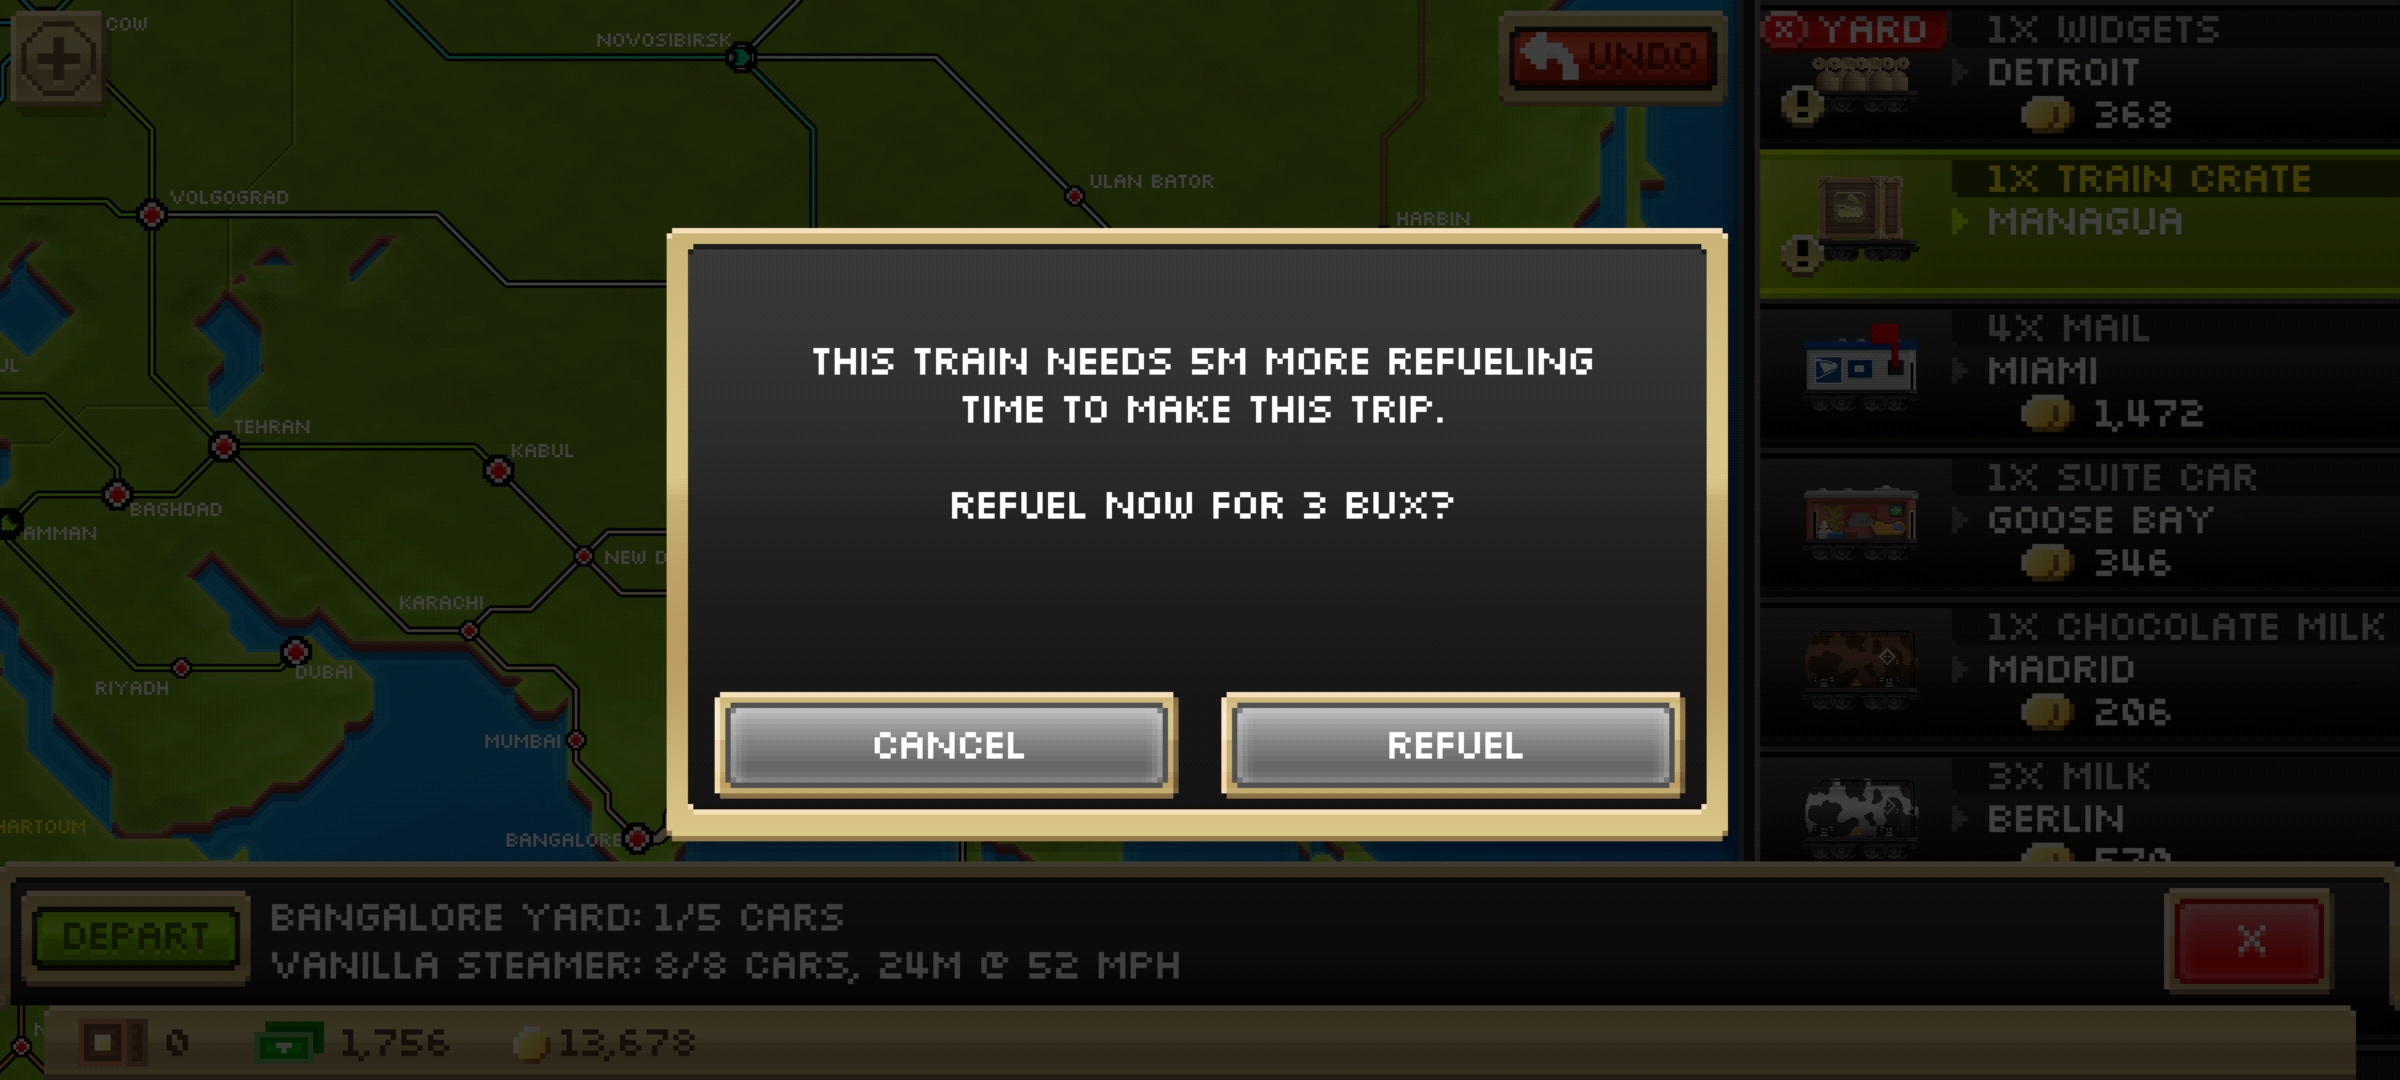 COW
NOVOSIBIRSK
UNDO
VOLGOGRAD
ULAN BATOR
HARBIN
TEHRAN
KABUL
BAGHDAD
AMMAN
NEW D
KARACHI
RIYADH
DUBAI
MUMBAI
HARTOUM
BANGALORE
THIS TRAIN NEEDS 5M MORE REFUELING
TIME TO MAKE THIS TRIP.
REFUEL NOW FOR 3 BUX?
CANCEL
REFUEL
YARD
1X WIDGETS
DETROIT
368
1X TRAIN CRATE
MANAGUA
4X MAIL
MIAMI
1,472
1X SUITE CAR
GOOSE BAY
346
1X CHOCOLATE MILK
MADRID
206
3X MILK
BERLIN
DEPART
BANGALORE YARD: 1/5 CARS
VANILLA STEAMER: 8/8 CARS, 24M @ 52 MPH
X
0
1,756
13,678